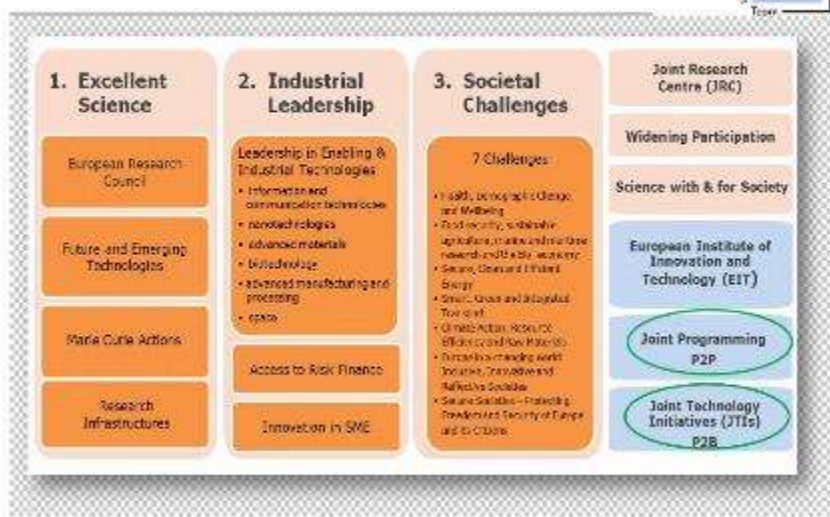 Team
1. Excellent
Science
European Research
Council
Future and Emerging
Technologies
Marie Curie Actions
Research
Infrastructures
2. Industrial
Leadership
Leadership in Enabling &
Industrial Technologies
• Information and
communication technologies
• nanotechnologies
• advanced materials
• biotechnology
• advanced manufacturing and
processing
• space
Access to Risk Finance
Innovation in SME
3. Societal
Challenges
7 Challenges
• Health, Demographic Change,
and Wellbeing
• Food security, sustainable
agriculture, marine and maritime
research and the bio economy
• Secure, Clean and Efficient
Energy
• Smart, Green and Integrated
Transport
• Climate Action, Resource
Efficiency and Raw Materials
• Europe in a changing world
Inclusive, Innovative and
Reflective Societies
• Secure Societies – Protecting
Freedom and Security of Europe
and its Citizens
Joint Research
Centre (JRC)
Widening Participation
Science with & for Society
European Institute of
Innovation and
Technology (EIT)
Joint Programming
P2P
Joint Technology
Initiatives (JTIs)
P2B